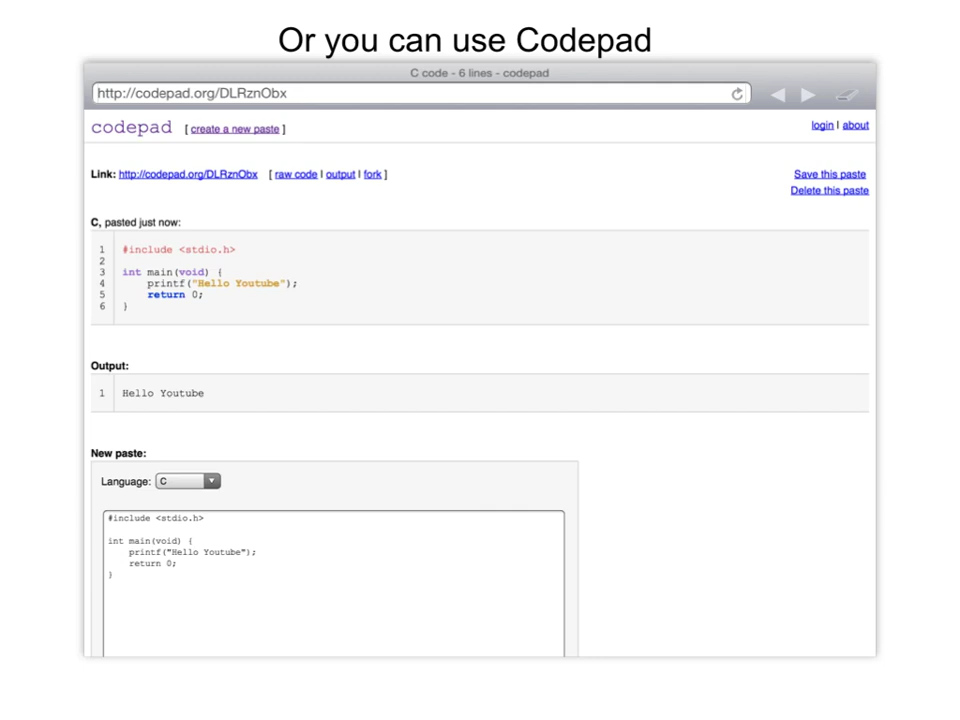 Or you can use Codepad
C code - 6 lines - codepad
http://codepad.org/DLRznObx
codepad [ create a new paste ] login | about
Link: http://codepad.org/DLRznObx [ raw code | output | fork ] Save this paste
Delete this paste
C, pasted just now:
1 #include <stdio.h>
2
3 int main(void) {
4     printf("Hello Youtube");
5     return 0;
6 }
Output:
1 Hello Youtube
New paste:
Language: C
#include <stdio.h>
int main(void) {
    printf("Hello Youtube");
    return 0;
}